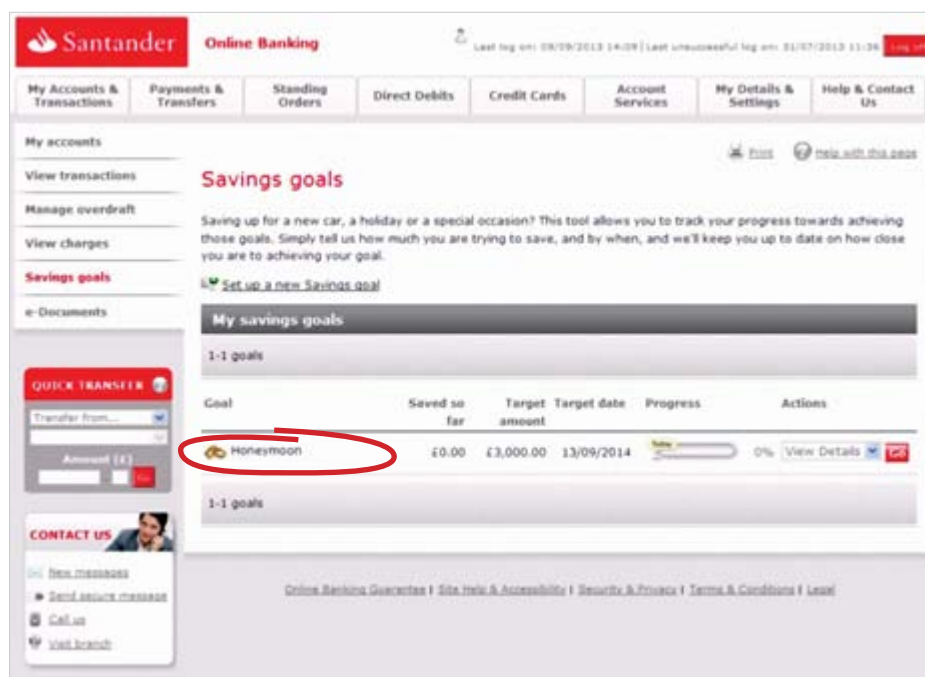 Santander
Online Banking
Last log on: 09/09/2013 14:09 | Last unsuccessful log on: 31/07/2013 11:36 Log off
My Accounts & Transactions
Payments & Transfers
Standing Orders
Direct Debits
Credit Cards
Account Services
My Details & Settings
Help & Contact Us
My accounts
View transactions
Manage overdraft
View charges
Savings goals
e-Documents
Print
Help with this page
Savings goals
Saving up for a new car, a holiday or a special occasion? This tool allows you to track your progress towards achieving
those goals. Simply tell us how much you are trying to save, and by when, and we'll keep you up to date on how close
you are to achieving your goal.
Set up a new Savings goal
My savings goals
1-1 goals
Goal Saved so far Target amount Target date Progress Actions
Honeymoon £0.00 £3,000.00 13/09/2014 Today 0% View Details GO
1-1 goals
QUICK TRANSFER
Transfer from...
Amount (£)
CONTACT US
New messages
Send secure message
Call us
Visit branch
Online Banking Guarantee | Site Help & Accessibility | Security & Privacy | Terms & Conditions | Legal